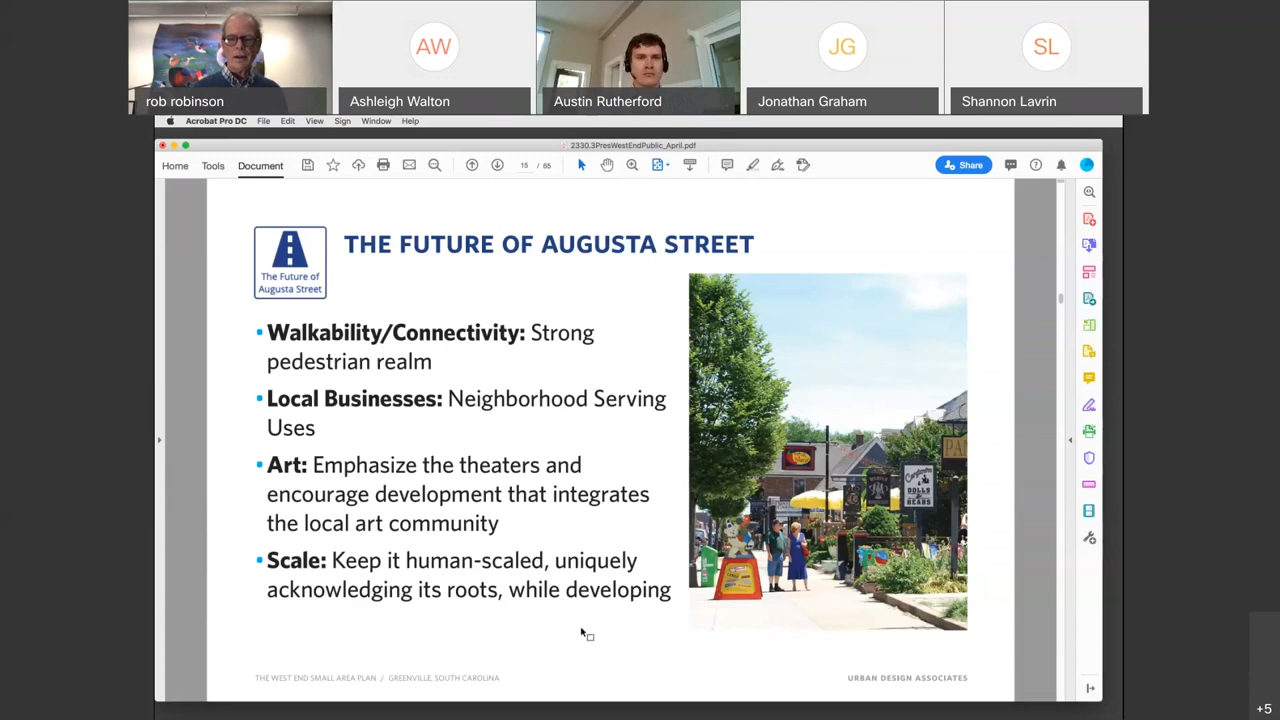 AW
JG
SL
rob robinson
Ashleigh Walton
Austin Rutherford
Jonathan Graham
Shannon Lavrin
Acrobat Pro DC File Edit View Sign Window Help
2330.3PresWestEndPublic_April.pdf
Home Tools Document 15 / 65 Share
THE FUTURE OF AUGUSTA STREET
The Future of
Augusta Street
• Walkability/Connectivity: Strong
pedestrian realm
• Local Businesses: Neighborhood Serving
Uses
• Art: Emphasize the theaters and
encourage development that integrates
the local art community
• Scale: Keep it human-scaled, uniquely
acknowledging its roots, while developing
DOLLS
BEARS
THE WEST END SMALL AREA PLAN / GREENVILLE, SOUTH CAROLINA
URBAN DESIGN ASSOCIATES
+5